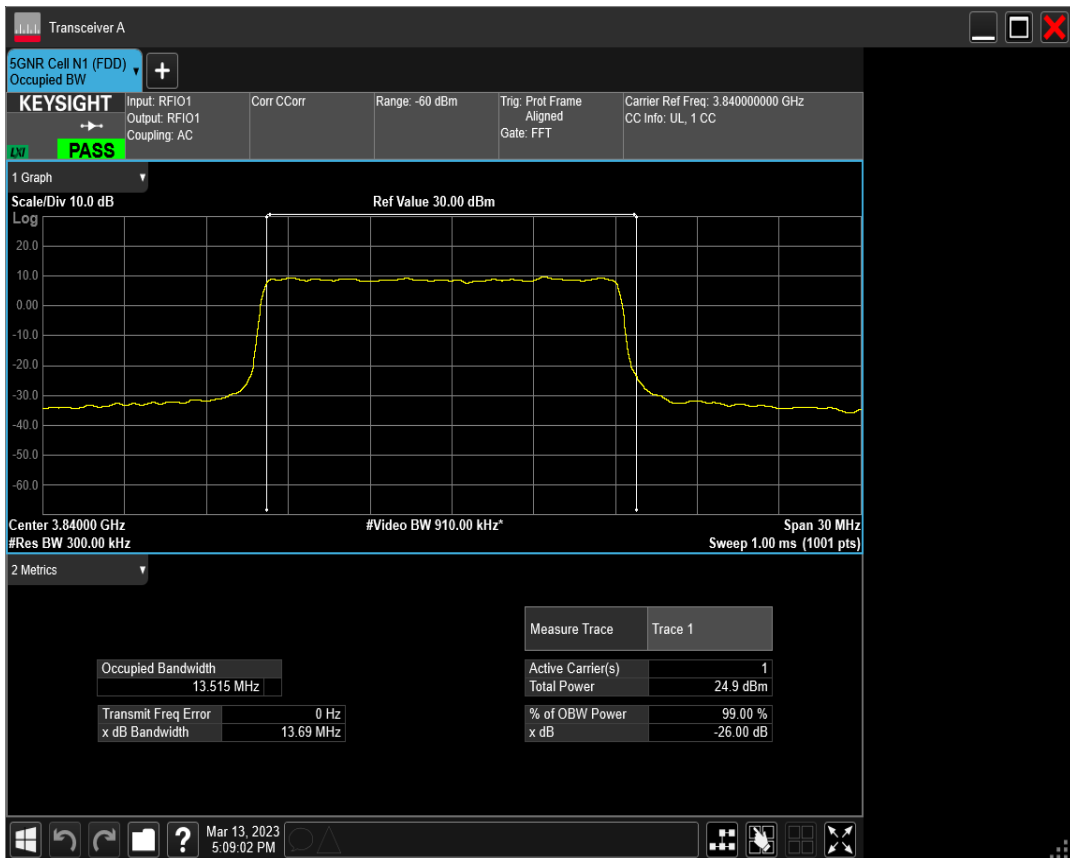 Transceiver A
5GNR Cell N1 (FDD)
Occupied BW
KEYSIGHT
LXI
PASS
Input: RFIO1
Output: RFIO1
Coupling: AC
Corr CCorr
Range: -60 dBm
Trig: Prot Frame
Aligned
Gate: FFT
Carrier Ref Freq: 3.840000000 GHz
CC Info: UL, 1 CC
1 Graph
Scale/Div 10.0 dB
Ref Value 30.00 dBm
Log
20.0
10.0
0.00
-10.0
-20.0
-30.0
-40.0
-50.0
-60.0
Center 3.84000 GHz
#Video BW 910.00 kHz*
Span 30 MHz
#Res BW 300.00 kHz
Sweep 1.00 ms (1001 pts)
2 Metrics
Measure Trace Trace 1
Occupied Bandwidth
13.515 MHz
Active Carrier(s) 1
Total Power 24.9 dBm
Transmit Freq Error 0 Hz
x dB Bandwidth 13.69 MHz
% of OBW Power 99.00 %
x dB -26.00 dB
?
Mar 13, 2023
5:09:02 PM